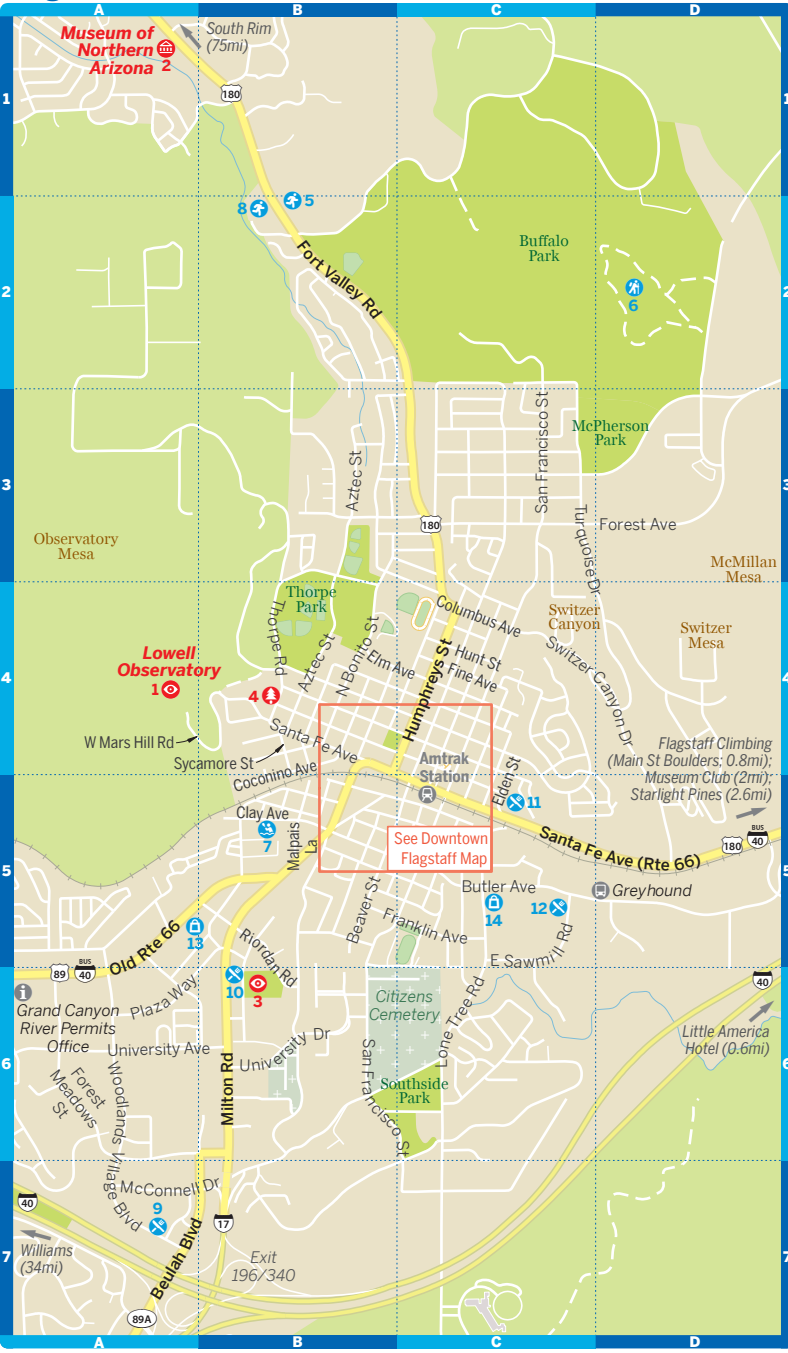 A
B
C
D
Museum of
Northern
Arizona
2
South Rim
(75mi)
1
1
180
8
5
Buffalo
Park
Fort Valley Rd
6
2
2
McPherson
Park
San Francisco St
Aztec St
3
3
180
Turquoise Dr
Forest Ave
Observatory
Mesa
McMillan
Mesa
Thorpe
Park
Thorpe Rd
Columbus Ave
Switzer
Canyon
Switzer
Mesa
Switzer Canyon Dr
Lowell
Observatory
1
4
Aztec St
N Bonito St
Elm Ave
Hunt St
Fine Ave
Humphreys St
4
4
W Mars Hill Rd
Sycamore St
Santa Fe Ave
Coconino Ave
Amtrak
Station
Elden St
11
Flagstaff Climbing
(Main St Boulders; 0.8mi);
Museum Club (2mi);
Starlight Pines (2.6mi)
Clay Ave
7
Malpais
La
See Downtown
Flagstaff Map
Santa Fe Ave (Rte 66)
180
BUS
40
5
5
Beaver St
Butler Ave
14
12
Greyhound
Franklin Ave
E Sawmill Rd
13
Old Rte 66
89
BUS
40
Riordan Rd
10
3
Grand Canyon
River Permits
Office
Plaza Way
Citizens
Cemetery
Lone Tree Rd
40
Little America
Hotel (0.6mi)
University Ave
University Dr
6
6
Forest
Meadows
St
Woodlands Village Blvd
Milton Rd
San Francisco St
Southside
Park
McConnell Dr
9
40
17
Williams
(34mi)
Beulah Blvd
Exit
196/340
7
7
89A
A
B
C
D